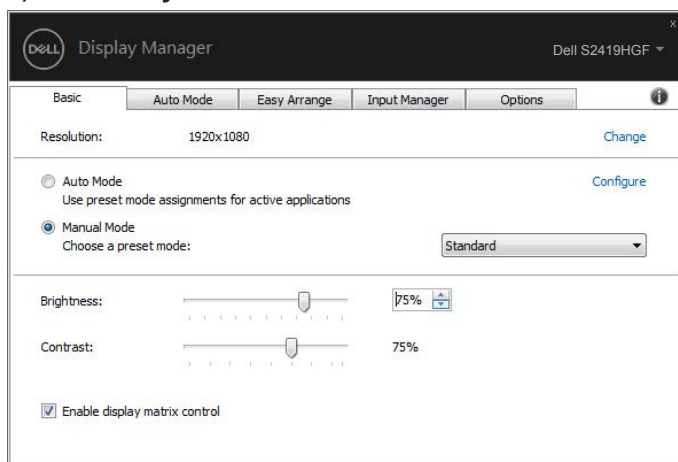 DELL
Display Manager
Dell S2419HGF
Basic
Auto Mode
Easy Arrange
Input Manager
Options
Resolution:
1920x1080
Change
Auto Mode
Configure
Use preset mode assignments for active applications
Manual Mode
Choose a preset mode:
Standard
Brightness:
75%
Contrast:
75%
Enable display matrix control